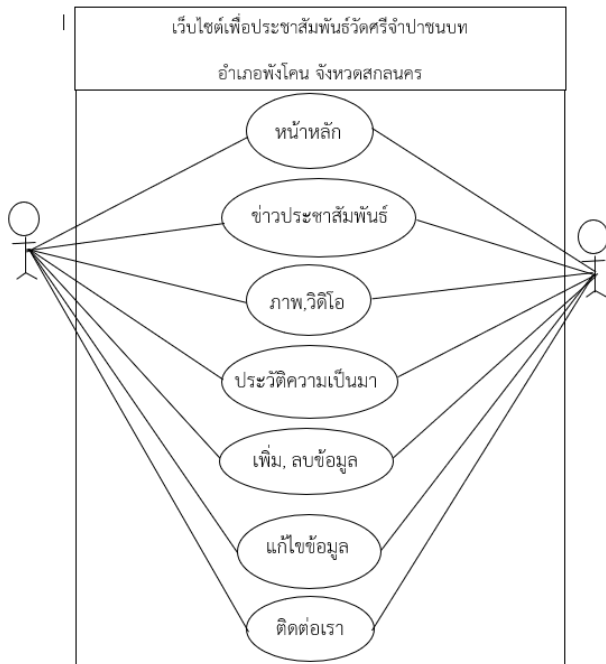 เว็บไซต์เพื่อประชาสัมพันธ์วัดศรีจำปาชนบท
อำเภอพังโคน จังหวดสกลนคร
หน้าหลัก
ข่าวประชาสัมพันธ์
ภาพ,วิดิโอ
ประวัติความเป็นมา
เพิ่ม, ลบข้อมูล
แก้ไขข้อมูล
ติดต่อเรา